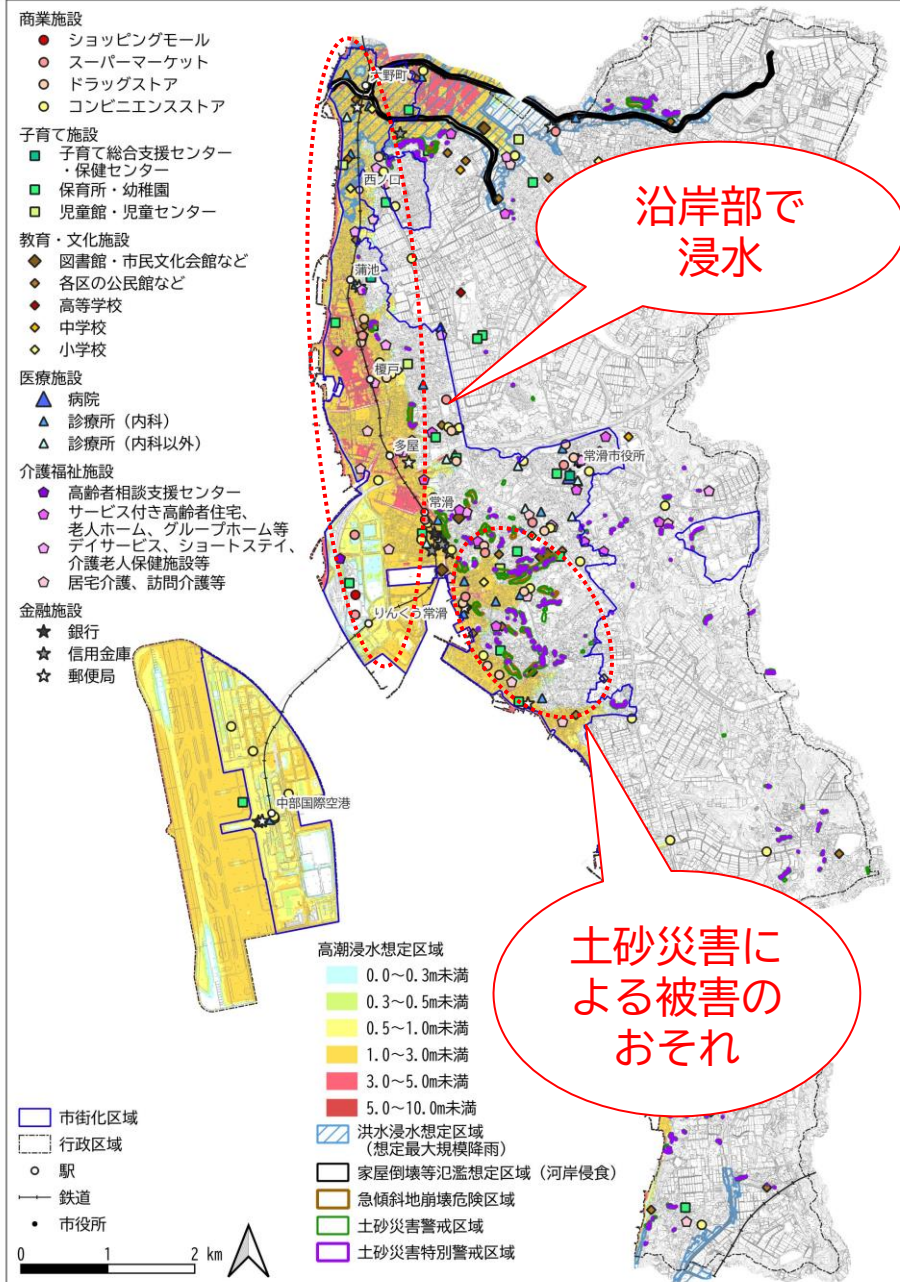 商業施設
ショッピングモール
スーパーマーケット
ドラッグストア
コンビニエンスストア
子育て施設
子育て総合支援センター
・保健センター
保育所・幼稚園
児童館・児童センター
教育・文化施設
図書館・市民文化会館など
各区の公民館など
高等学校
中学校
小学校
医療施設
病院
診療所（内科）
診療所（内科以外）
介護福祉施設
高齢者相談支援センター
サービス付き高齢者住宅、
老人ホーム、グループホーム等
デイサービス、ショートステイ、
介護老人保健施設等
居宅介護、訪問介護等
金融施設
銀行
信用金庫
郵便局
大野町
西ノ口
蒲池
榎戸
多屋
常滑
常滑市役所
りんくう常滑
中部国際空港
沿岸部で
浸水
土砂災害に
よる被害の
おそれ
高潮浸水想定区域
0.0～0.3m未満
0.3～0.5m未満
0.5～1.0m未満
1.0～3.0m未満
3.0～5.0m未満
5.0～10.0m未満
洪水浸水想定区域
（想定最大規模降雨）
家屋倒壊等氾濫想定区域（河岸侵食）
急傾斜地崩壊危険区域
土砂災害警戒区域
土砂災害特別警戒区域
市街化区域
行政区域
駅
鉄道
市役所
0 1 2 km